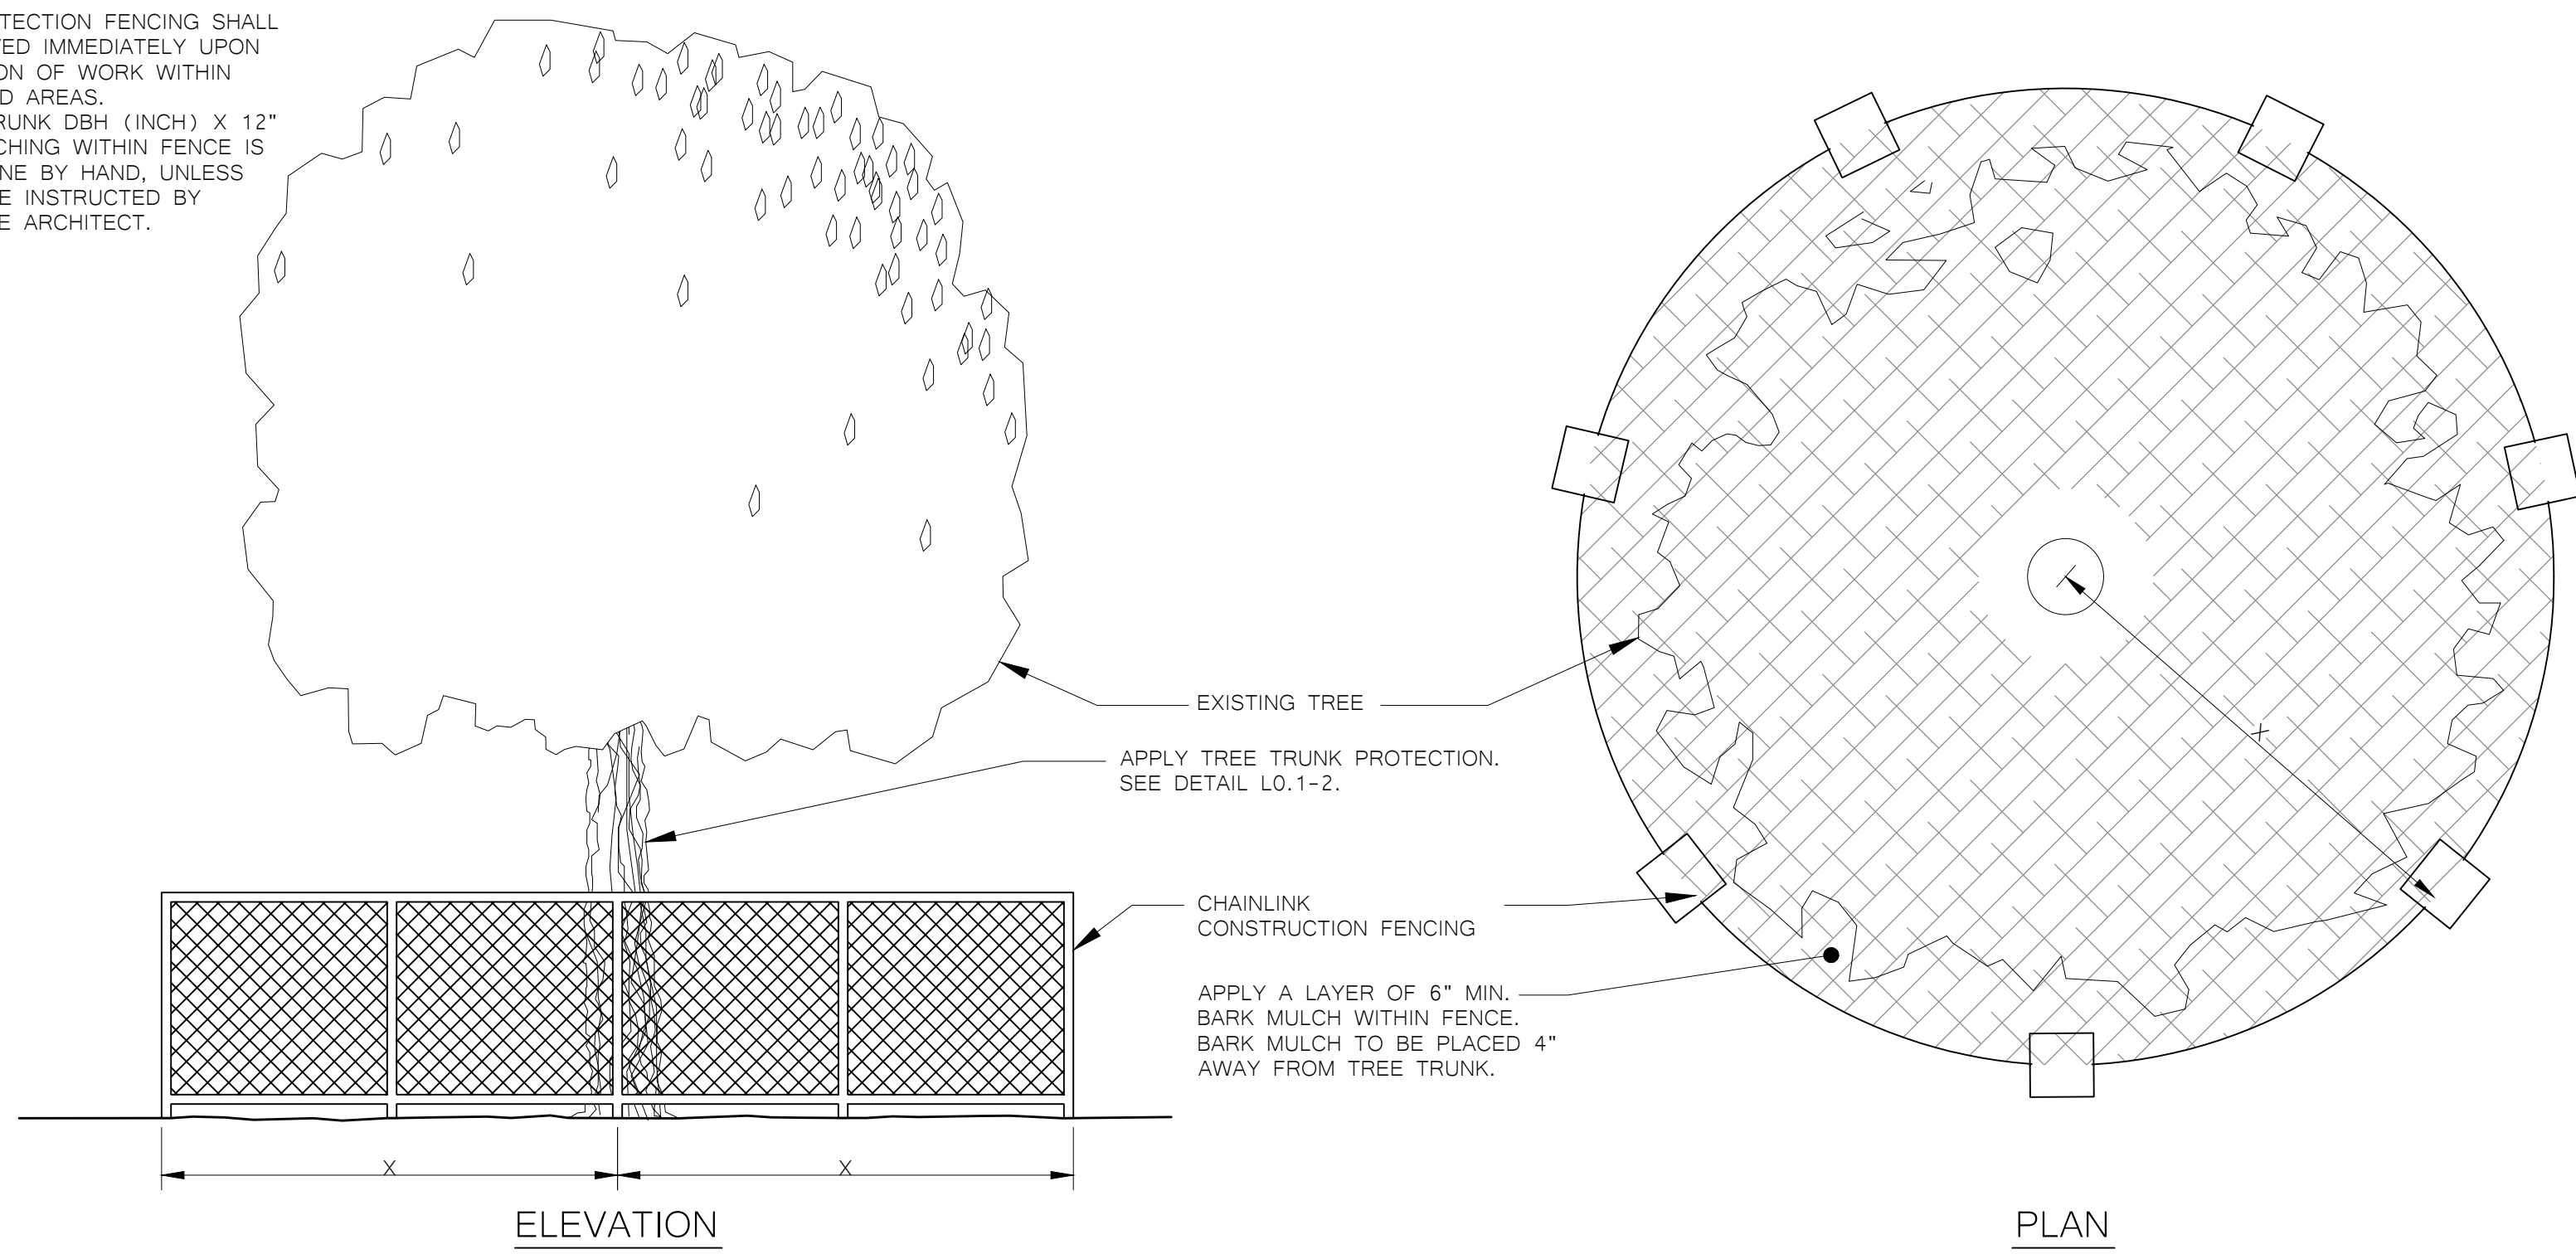 TECTION FENCING SHALL
ED IMMEDIATELY UPON
ON OF WORK WITHIN
D AREAS.
RUNK DBH (INCH) X 12"
CHING WITHIN FENCE IS
NE BY HAND, UNLESS
E INSTRUCTED BY
E ARCHITECT.
EXISTING TREE
APPLY TREE TRUNK PROTECTION.
SEE DETAIL L0.1-2.
CHAINLINK
CONSTRUCTION FENCING
APPLY A LAYER OF 6" MIN.
BARK MULCH WITHIN FENCE.
BARK MULCH TO BE PLACED 4"
AWAY FROM TREE TRUNK.
X
X
X
ELEVATION
PLAN